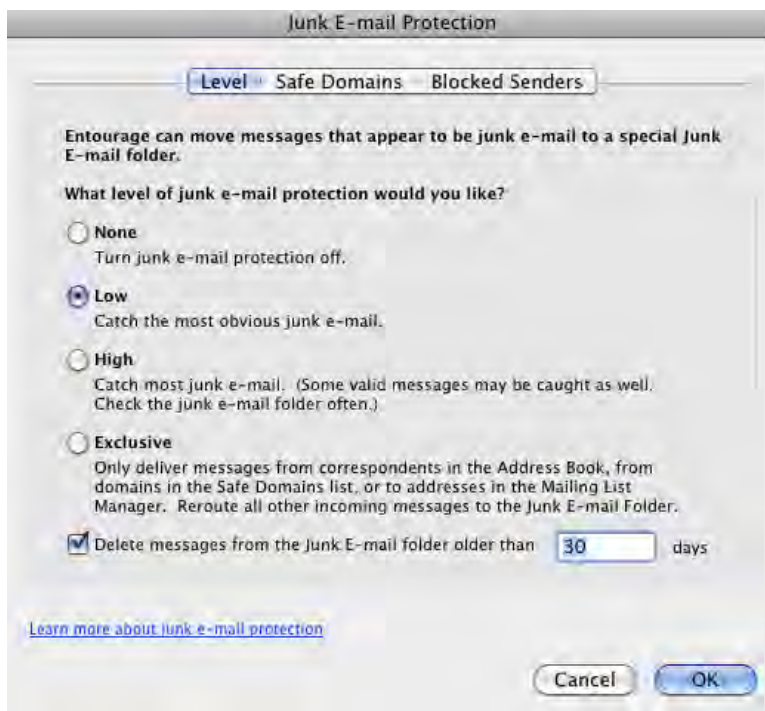 Junk E-mail Protection
Level Safe Domains Blocked Senders
Entourage can move messages that appear to be junk e-mail to a special Junk
E-mail folder.
What level of junk e-mail protection would you like?
None
Turn junk e-mail protection off.
Low
Catch the most obvious junk e-mail.
High
Catch most junk e-mail. (Some valid messages may be caught as well.
Check the junk e-mail folder often.)
Exclusive
Only deliver messages from correspondents in the Address Book, from
domains in the Safe Domains list, or to addresses in the Mailing List
Manager. Reroute all other incoming messages to the Junk E-mail Folder.
Delete messages from the Junk E-mail folder older than 30 days
Learn more about junk e-mail protection
Cancel OK